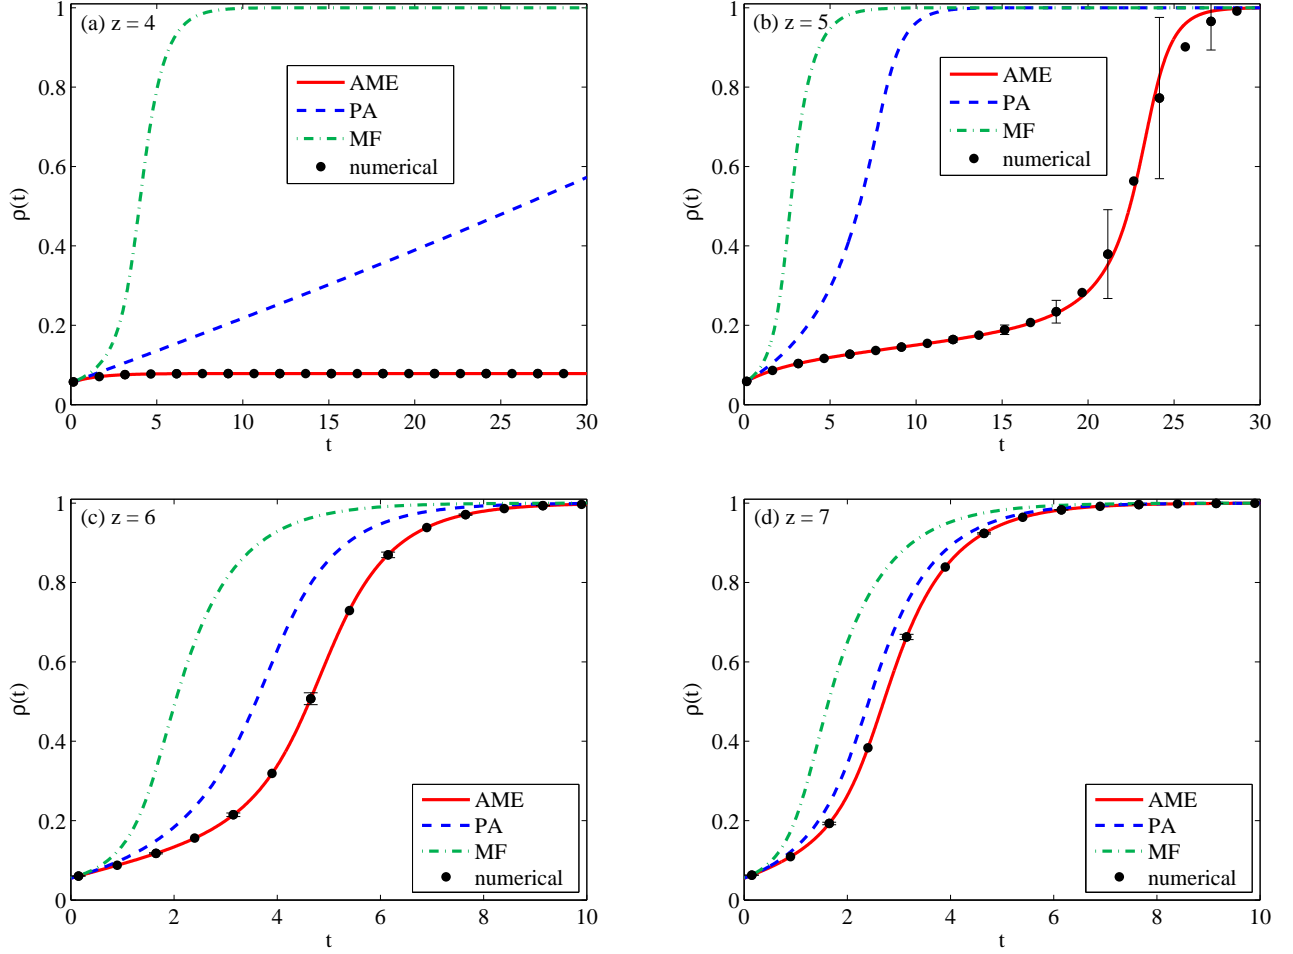 (a) z = 4
AME
PA
MF
numerical
ρ(t)
0
0.2
0.4
0.6
0.8
1
0 5 10 15 20 25 30
t
(b) z = 5
AME
PA
MF
numerical
ρ(t)
0
0.2
0.4
0.6
0.8
1
0 5 10 15 20 25 30
t
(c) z = 6
AME
PA
MF
numerical
ρ(t)
0
0.2
0.4
0.6
0.8
1
0 2 4 6 8 10
t
(d) z = 7
AME
PA
MF
numerical
ρ(t)
0
0.2
0.4
0.6
0.8
1
0 2 4 6 8 10
t